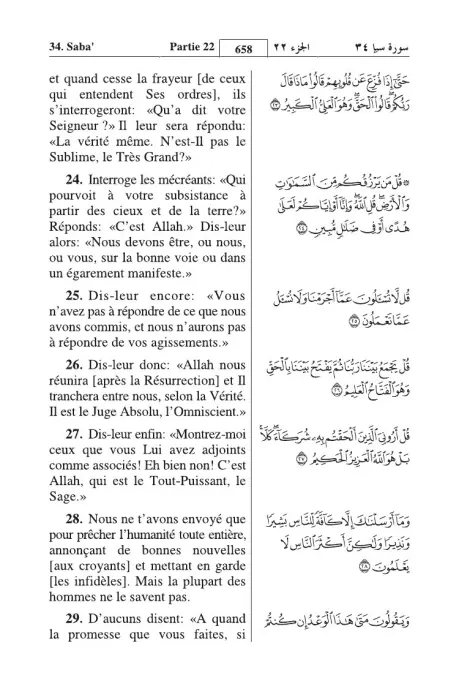 34. Saba' Partie 22 658 الجزء ٢٢ سورة سبأ ٣٤
et quand cesse la frayeur [de ceux
qui entendent Ses ordres], ils
s’interrogeront: «Qu’a dit votre
Seigneur ?» Il leur sera répondu:
«La vérité même. N’est-Il pas le
Sublime, le Très Grand?»
24. Interroge les mécréants: «Qui
pourvoit à votre subsistance à
partir des cieux et de la terre?»
Réponds: «C’est Allah.» Dis-leur
alors: «Nous devons être, ou nous,
ou vous, sur la bonne voie ou dans
un égarement manifeste.»
25. Dis-leur encore: «Vous
n’avez pas à répondre de ce que nous
avons commis, et nous n’aurons pas
à répondre de vos agissements.»
26. Dis-leur donc: «Allah nous
réunira [après la Résurrection] et Il
tranchera entre nous, selon la Vérité.
Il est le Juge Absolu, l’Omniscient.»
27. Dis-leur enfin: «Montrez-moi
ceux que vous Lui avez adjoints
comme associés! Eh bien non! C’est
Allah, qui est le Tout-Puissant, le
Sage.»
28. Nous ne t’avons envoyé que
pour prêcher l’humanité toute entière,
annonçant de bonnes nouvelles
[aux croyants] et mettant en garde
[les infidèles]. Mais la plupart des
hommes ne le savent pas.
29. D’aucuns disent: «A quand
la promesse que vous faites, si
حَتَّىٰٓ إِذَا فُزِّعَ عَن قُلُوبِهِمْ قَالُوا۟ مَاذَا قَالَ
رَبُّكُمْ ۖ قَالُوا۟ ٱلْحَقَّ ۖ وَهُوَ ٱلْعَلِىُّ ٱلْكَبِيرُ ٢٣
۞ قُلْ مَن يَرْزُقُكُم مِّنَ ٱلسَّمَٰوَٰتِ
وَٱلْأَرْضِ ۖ قُلِ ٱللَّهُ ۖ وَإِنَّآ أَوْ إِيَّاكُمْ لَعَلَىٰ
هُدًى أَوْ فِى ضَلَٰلٍ مُّبِينٍ ٢٤
قُل لَّا تُسْـَٔلُونَ عَمَّآ أَجْرَمْنَا وَلَا نُسْـَٔلُ
عَمَّا تَعْمَلُونَ ٢٥
قُلْ يَجْمَعُ بَيْنَنَا رَبُّنَا ثُمَّ يَفْتَحُ بَيْنَنَا بِٱلْحَقِّ
وَهُوَ ٱلْفَتَّاحُ ٱلْعَلِيمُ ٢٦
قُلْ أَرُونِىَ ٱلَّذِينَ أَلْحَقْتُم بِهِۦ شُرَكَآءَ ۖ كَلَّا ۚ
بَلْ هُوَ ٱللَّهُ ٱلْعَزِيزُ ٱلْحَكِيمُ ٢٧
وَمَآ أَرْسَلْنَٰكَ إِلَّا كَآفَّةً لِّلنَّاسِ بَشِيرًا
وَنَذِيرًا وَلَٰكِنَّ أَكْثَرَ ٱلنَّاسِ لَا
يَعْلَمُونَ ٢٨
وَيَقُولُونَ مَتَىٰ هَٰذَا ٱلْوَعْدُ إِن كُنتُمْ